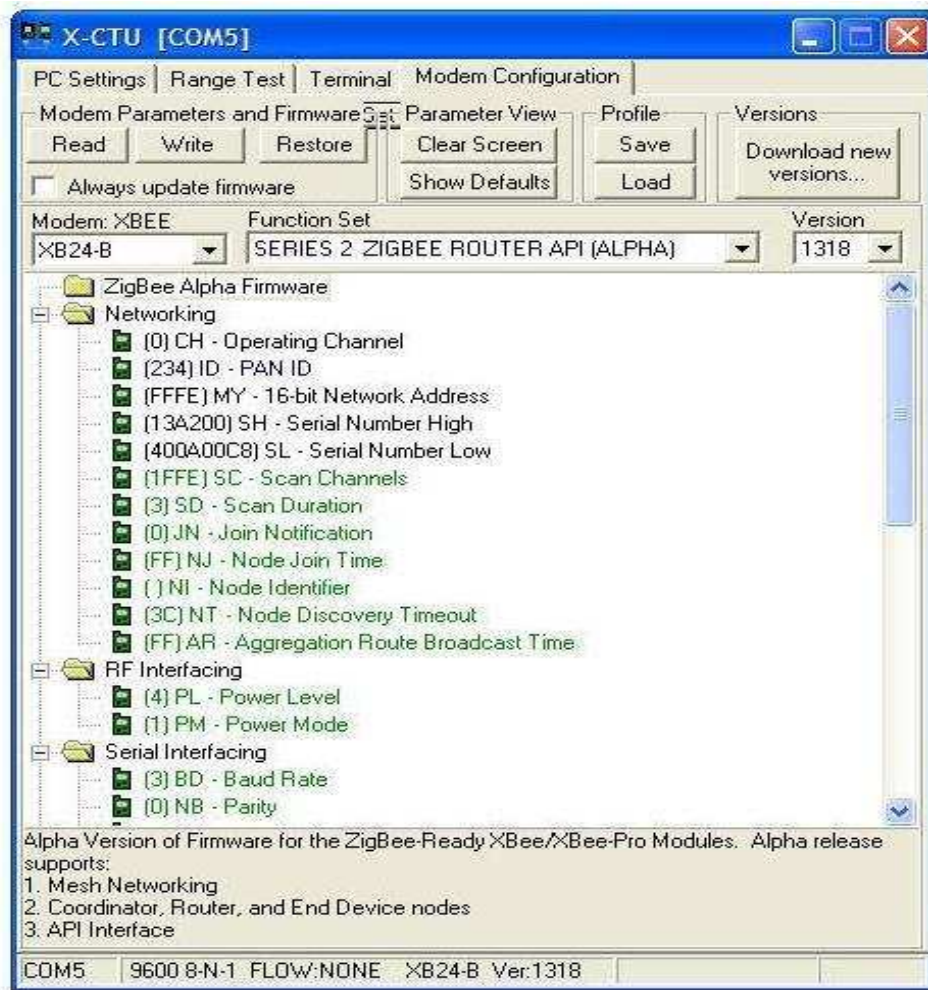 X-CTU [COM5]
PC Settings Range Test Terminal Modem Configuration
Modem Parameters and Firmware Parameter View Profile Versions
Read Write Restore Clear Screen Save Download new versions...
Always update firmware Show Defaults Load
Modem: XBEE Function Set Version
XB24-B SERIES 2 ZIGBEE ROUTER API (ALPHA) 1318
ZigBee Alpha Firmware
Networking
(0) CH - Operating Channel
(234) ID - PAN ID
(FFFE) MY - 16-bit Network Address
(13A200) SH - Serial Number High
(400A00C8) SL - Serial Number Low
(1FFE) SC - Scan Channels
(3) SD - Scan Duration
(0) JN - Join Notification
(FF) NJ - Node Join Time
( ) NI - Node Identifier
(3C) NT - Node Discovery Timeout
(FF) AR - Aggregation Route Broadcast Time
RF Interfacing
(4) PL - Power Level
(1) PM - Power Mode
Serial Interfacing
(3) BD - Baud Rate
(0) NB - Parity
Alpha Version of Firmware for the ZigBee-Ready XBee/XBee-Pro Modules. Alpha release
supports:
1. Mesh Networking
2. Coordinator, Router, and End Device nodes
3. API Interface
COM5 9600 8-N-1 FLOW:NONE XB24-B Ver:1318